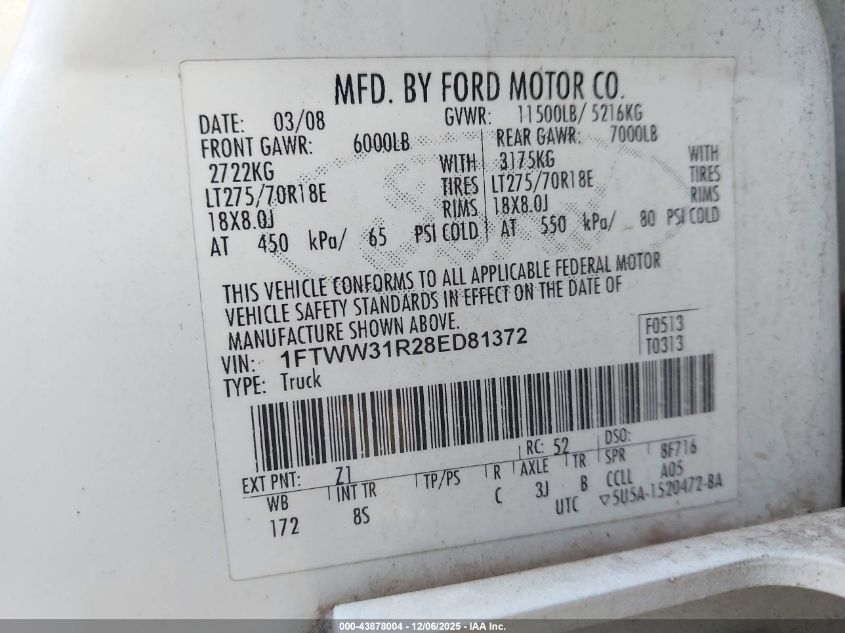 MFD. BY FORD MOTOR CO.
DATE: 03/08 GVWR: 11500LB/ 5216KG
FRONT GAWR: 6000LB REAR GAWR: 7000LB
2722KG WITH 3175KG WITH
LT275/70R18E TIRES LT275/70R18E TIRES
18X8.0J RIMS 18X8.0J RIMS
AT 450 kPa/ 65 PSI COLD AT 550 kPa/ 80 PSI COLD
THIS VEHICLE CONFORMS TO ALL APPLICABLE FEDERAL MOTOR
VEHICLE SAFETY STANDARDS IN EFFECT ON THE DATE OF
MANUFACTURE SHOWN ABOVE.
VIN: 1FTWW31R28ED81372 F0513
TYPE: Truck T0313
EXT PNT: Z1 RC: 52 DSO:
WB INT TR TP/PS R AXLE TR SPR 8F716
172 8S C 3J B CCLL A05
UTC ▽5U5A-1520472-BA
000-43878004 - 12/06/2025 - IAA Inc.